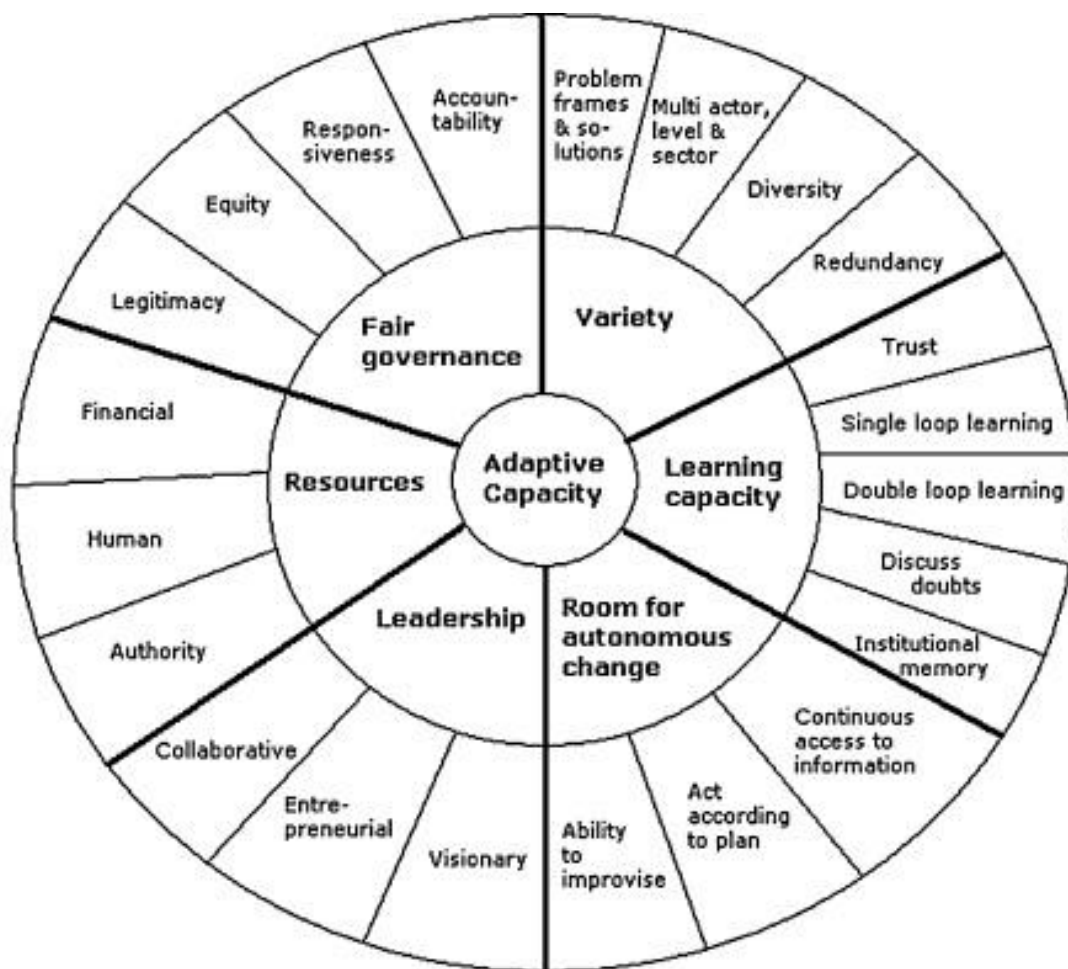 Accoun-
tability
Problem
frames
& so-
lutions
Multi actor,
level &
sector
Diversity
Redundancy
Trust
Single loop learning
Double loop learning
Discuss
doubts
Institutional
memory
Continuous
access to
information
Act
according
to plan
Ability
to
improvise
Visionary
Entre-
preneurial
Collaborative
Authority
Human
Financial
Legitimacy
Equity
Respon-
siveness
Fair
governance
Variety
Resources
Adaptive
Capacity
Learning
capacity
Leadership
Room for
autonomous
change